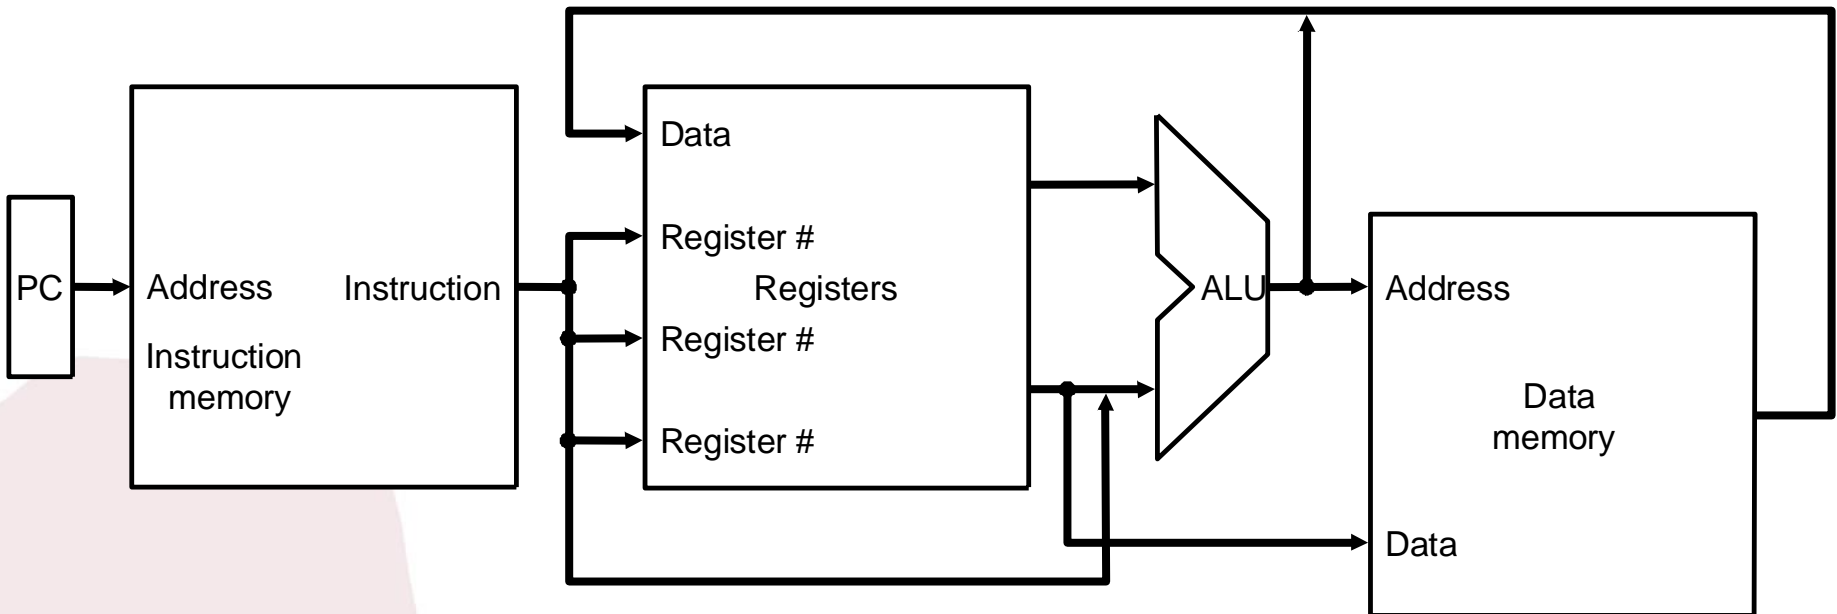 PC
Address
Instruction
Instruction
memory
Data
Register #
Registers
Register #
Register #
ALU
Address
Data
memory
Data